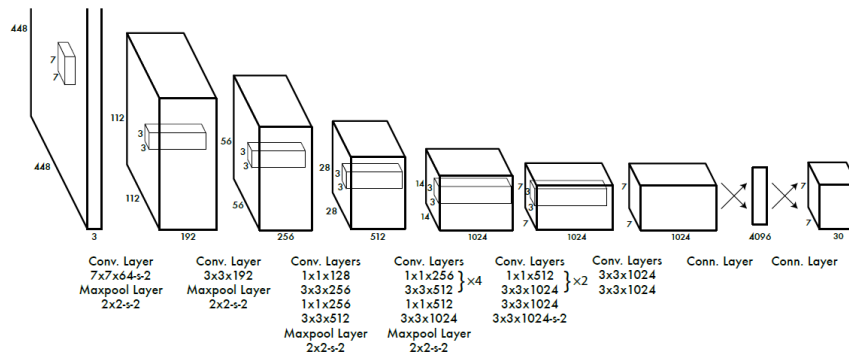 448
448
7
7
3
112
112
3
3
192
56
56
3
3
256
28
28
3
3
512
14
14
3
3
1024
7
7
3
3
1024
7
7
1024
4096
7
7
30
Conv. Layer
7x7x64-s-2
Maxpool Layer
2x2-s-2
Conv. Layer
3x3x192
Maxpool Layer
2x2-s-2
Conv. Layers
1x1x128
3x3x256
1x1x256
3x3x512
Maxpool Layer
2x2-s-2
Conv. Layers
1x1x256
3x3x512 }×4
1x1x512
3x3x1024
Maxpool Layer
2x2-s-2
Conv. Layers
1x1x512
3x3x1024 }×2
3x3x1024
3x3x1024-s-2
Conv. Layers
3x3x1024
3x3x1024
Conn. Layer
Conn. Layer